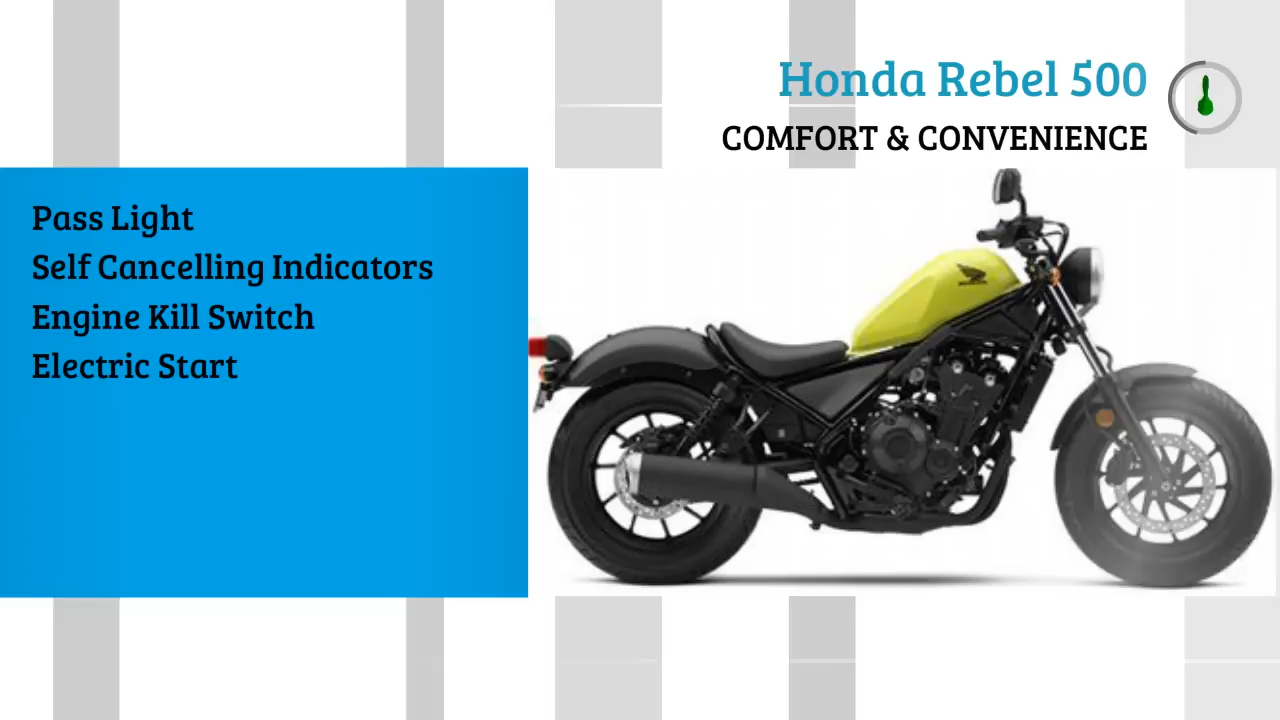 Honda Rebel 500
COMFORT & CONVENIENCE
Pass Light
Self Cancelling Indicators
Engine Kill Switch
Electric Start